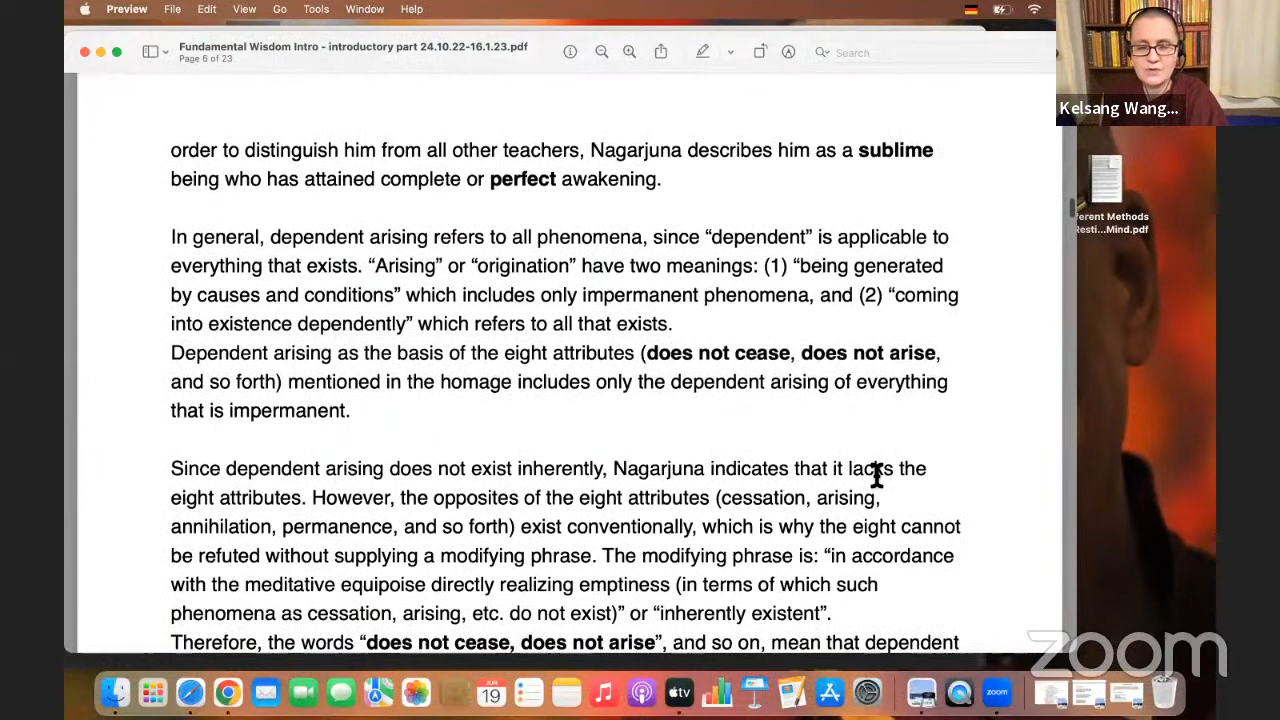 Preview File Edit View Go Tools Window Help
Fundamental Wisdom Intro - introductory part 24.10.22-16.1.23.pdf
Page 6 of 23
Search
Kelsang Wang...
order to distinguish him from all other teachers, Nagarjuna describes him as a sublime
being who has attained complete or perfect awakening.
In general, dependent arising refers to all phenomena, since “dependent” is applicable to
everything that exists. “Arising” or “origination” have two meanings: (1) “being generated
by causes and conditions” which includes only impermanent phenomena, and (2) “coming
into existence dependently” which refers to all that exists.
Dependent arising as the basis of the eight attributes (does not cease, does not arise,
and so forth) mentioned in the homage includes only the dependent arising of everything
that is impermanent.
Since dependent arising does not exist inherently, Nagarjuna indicates that it lacks the
eight attributes. However, the opposites of the eight attributes (cessation, arising,
annihilation, permanence, and so forth) exist conventionally, which is why the eight cannot
be refuted without supplying a modifying phrase. The modifying phrase is: “in accordance
with the meditative equipoise directly realizing emptiness (in terms of which such
phenomena as cessation, arising, etc. do not exist)” or “inherently existent”.
Therefore, the words “does not cease, does not arise”, and so on, mean that dependent
erent Methods
Resti...Mind.pdf
zoom
JUN
19
tv
zoom